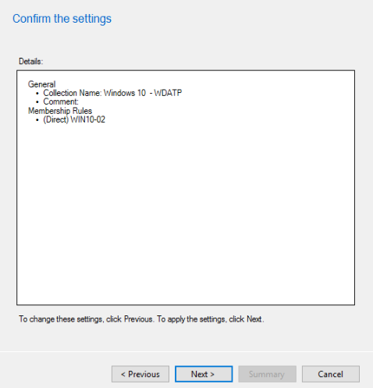 Confirm the settings
Details:
General
• Collection Name: Windows 10 - WDATP
• Comment:
Membership Rules
• (Direct) WIN10-02
To change these settings, click Previous. To apply the settings, click Next.
< Previous
Next >
Summary
Cancel